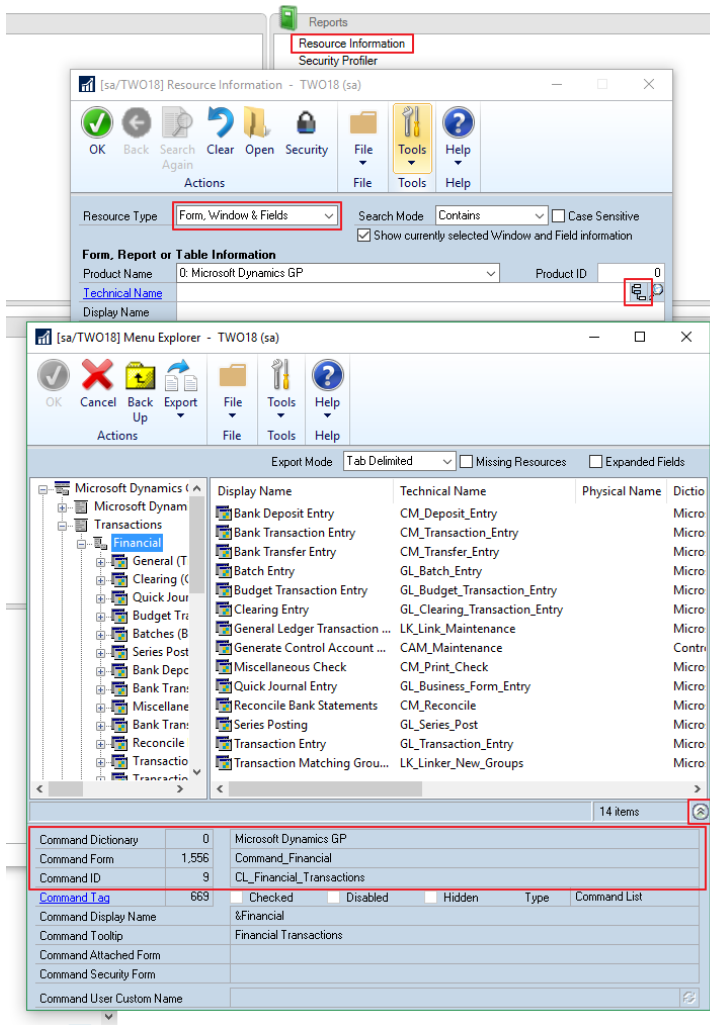 Reports
Resource Information
Security Profiler
[sa/TWO18] Resource Information - TWO18 (sa)
OK Back Search Again Clear Open Security File Tools Help
Actions File Tools Help
Resource Type Form, Window & Fields Search Mode Contains Case Sensitive
Show currently selected Window and Field information
Form, Report or Table Information
Product Name 0: Microsoft Dynamics GP Product ID 0
Technical Name
Display Name
[sa/TWO18] Menu Explorer - TWO18 (sa)
OK Cancel Back Up Export File Tools Help
Actions File Tools Help
Export Mode Tab Delimited Missing Resources Expanded Fields
Microsoft Dynamics (
Microsoft Dynam
Transactions
Financial
General (T
Clearing (
Quick Jour
Budget Tra
Batches (B
Series Post
Bank Depo
Bank Trans
Miscellane
Bank Trans
Reconcile
Transactio
Transactio
Display Name Technical Name Physical Name Dictio
Bank Deposit Entry CM_Deposit_Entry Micro
Bank Transaction Entry CM_Transaction_Entry Micro
Bank Transfer Entry CM_Transfer_Entry Micro
Batch Entry GL_Batch_Entry Micro
Budget Transaction Entry GL_Budget_Transaction_Entry Micro
Clearing Entry GL_Clearing_Transaction_Entry Micro
General Ledger Transaction ... LK_Link_Maintenance Micro
Generate Control Account ... CAM_Maintenance Contr
Miscellaneous Check CM_Print_Check Micro
Quick Journal Entry GL_Business_Form_Entry Micro
Reconcile Bank Statements CM_Reconcile Micro
Series Posting GL_Series_Post Micro
Transaction Entry GL_Transaction_Entry Micro
Transaction Matching Grou... LK_Linker_New_Groups Micro
14 items
Command Dictionary 0 Microsoft Dynamics GP
Command Form 1,556 Command_Financial
Command ID 9 CL_Financial_Transactions
Command Tag 669 Checked Disabled Hidden Type Command List
Command Display Name &Financial
Command Tooltip Financial Transactions
Command Attached Form
Command Security Form
Command User Custom Name